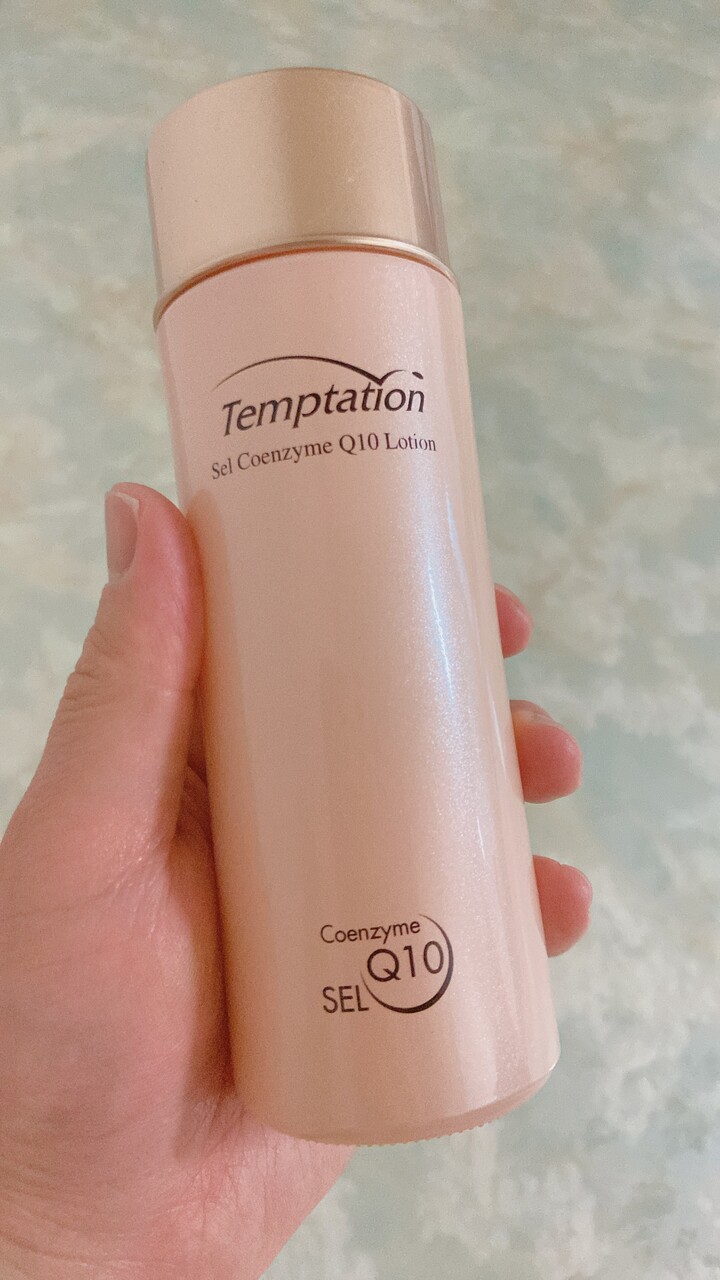 Temptation
Sel Coenzyme Q10 Lotion
Coenzyme
Q10
SEL